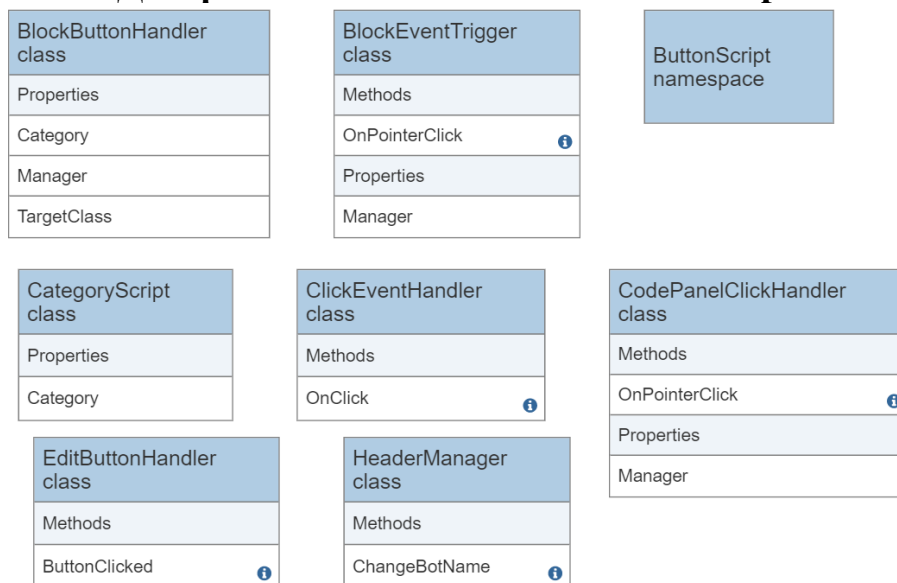 BlockButtonHandler
class
Properties
Category
Manager
TargetClass
BlockEventTrigger
class
Methods
OnPointerClick
Properties
Manager
ButtonScript
namespace
CategoryScript
class
Properties
Category
ClickEventHandler
class
Methods
OnClick
CodePanelClickHandler
class
Methods
OnPointerClick
Properties
Manager
EditButtonHandler
class
Methods
ButtonClicked
HeaderManager
class
Methods
ChangeBotName